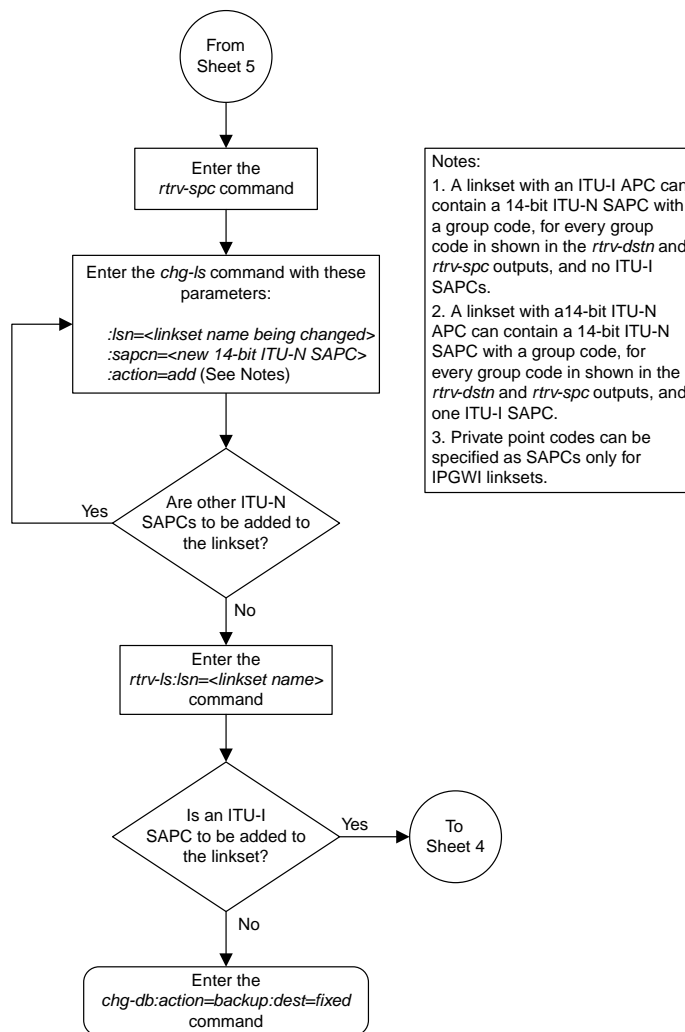 From
Sheet 5
Enter the
rtrv-spc command
Enter the chg-ls command with these
parameters:
:lsn=<linkset name being changed>
:sapcn=<new 14-bit ITU-N SAPC>
:action=add (See Notes)
Are other ITU-N
SAPCs to be added to
the linkset?
Yes
No
Enter the
rtrv-ls:lsn=<linkset name>
command
Is an ITU-I
SAPC to be added to
the linkset?
Yes
To
Sheet 4
No
Enter the
chg-db:action=backup:dest=fixed
command
Notes:
1. A linkset with an ITU-I APC can
contain a 14-bit ITU-N SAPC with
a group code, for every group
code in shown in the rtrv-dstn and
rtrv-spc outputs, and no ITU-I
SAPCs.
2. A linkset with a14-bit ITU-N
APC can contain a 14-bit ITU-N
SAPC with a group code, for
every group code in shown in the
rtrv-dstn and rtrv-spc outputs, and
one ITU-I SAPC.
3. Private point codes can be
specified as SAPCs only for
IPGWI linksets.